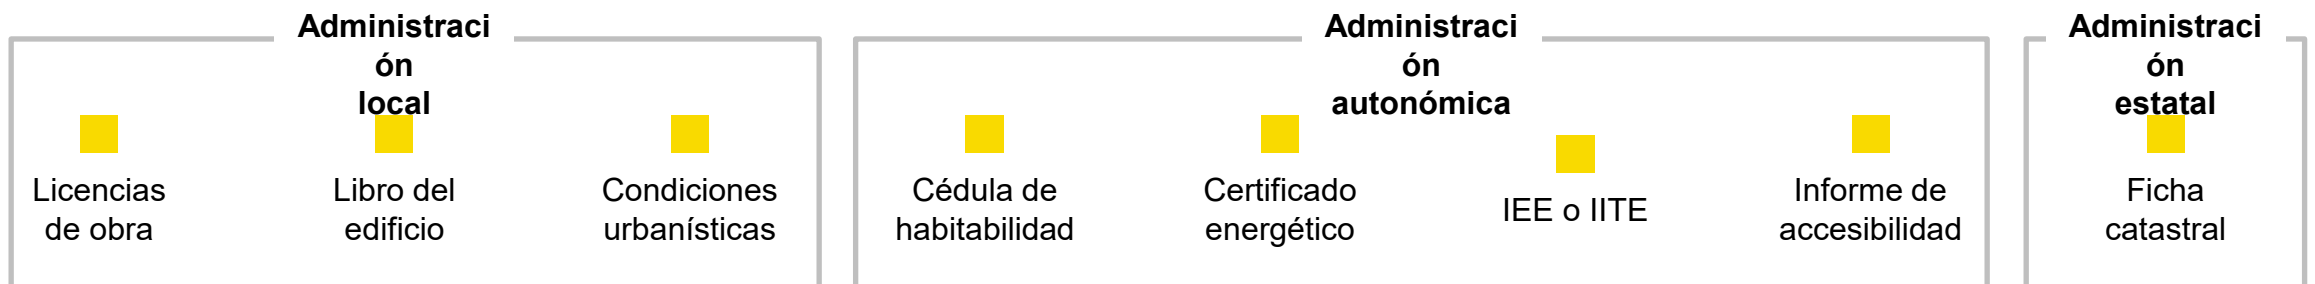 Administraci
ón
local
Licencias
de obra
Libro del
edificio
Condiciones
urbanísticas
Administraci
ón
autonómica
Cédula de
habitabilidad
Certificado
energético
IEE o IITE
Informe de
accesibilidad
Administraci
ón
estatal
Ficha
catastral